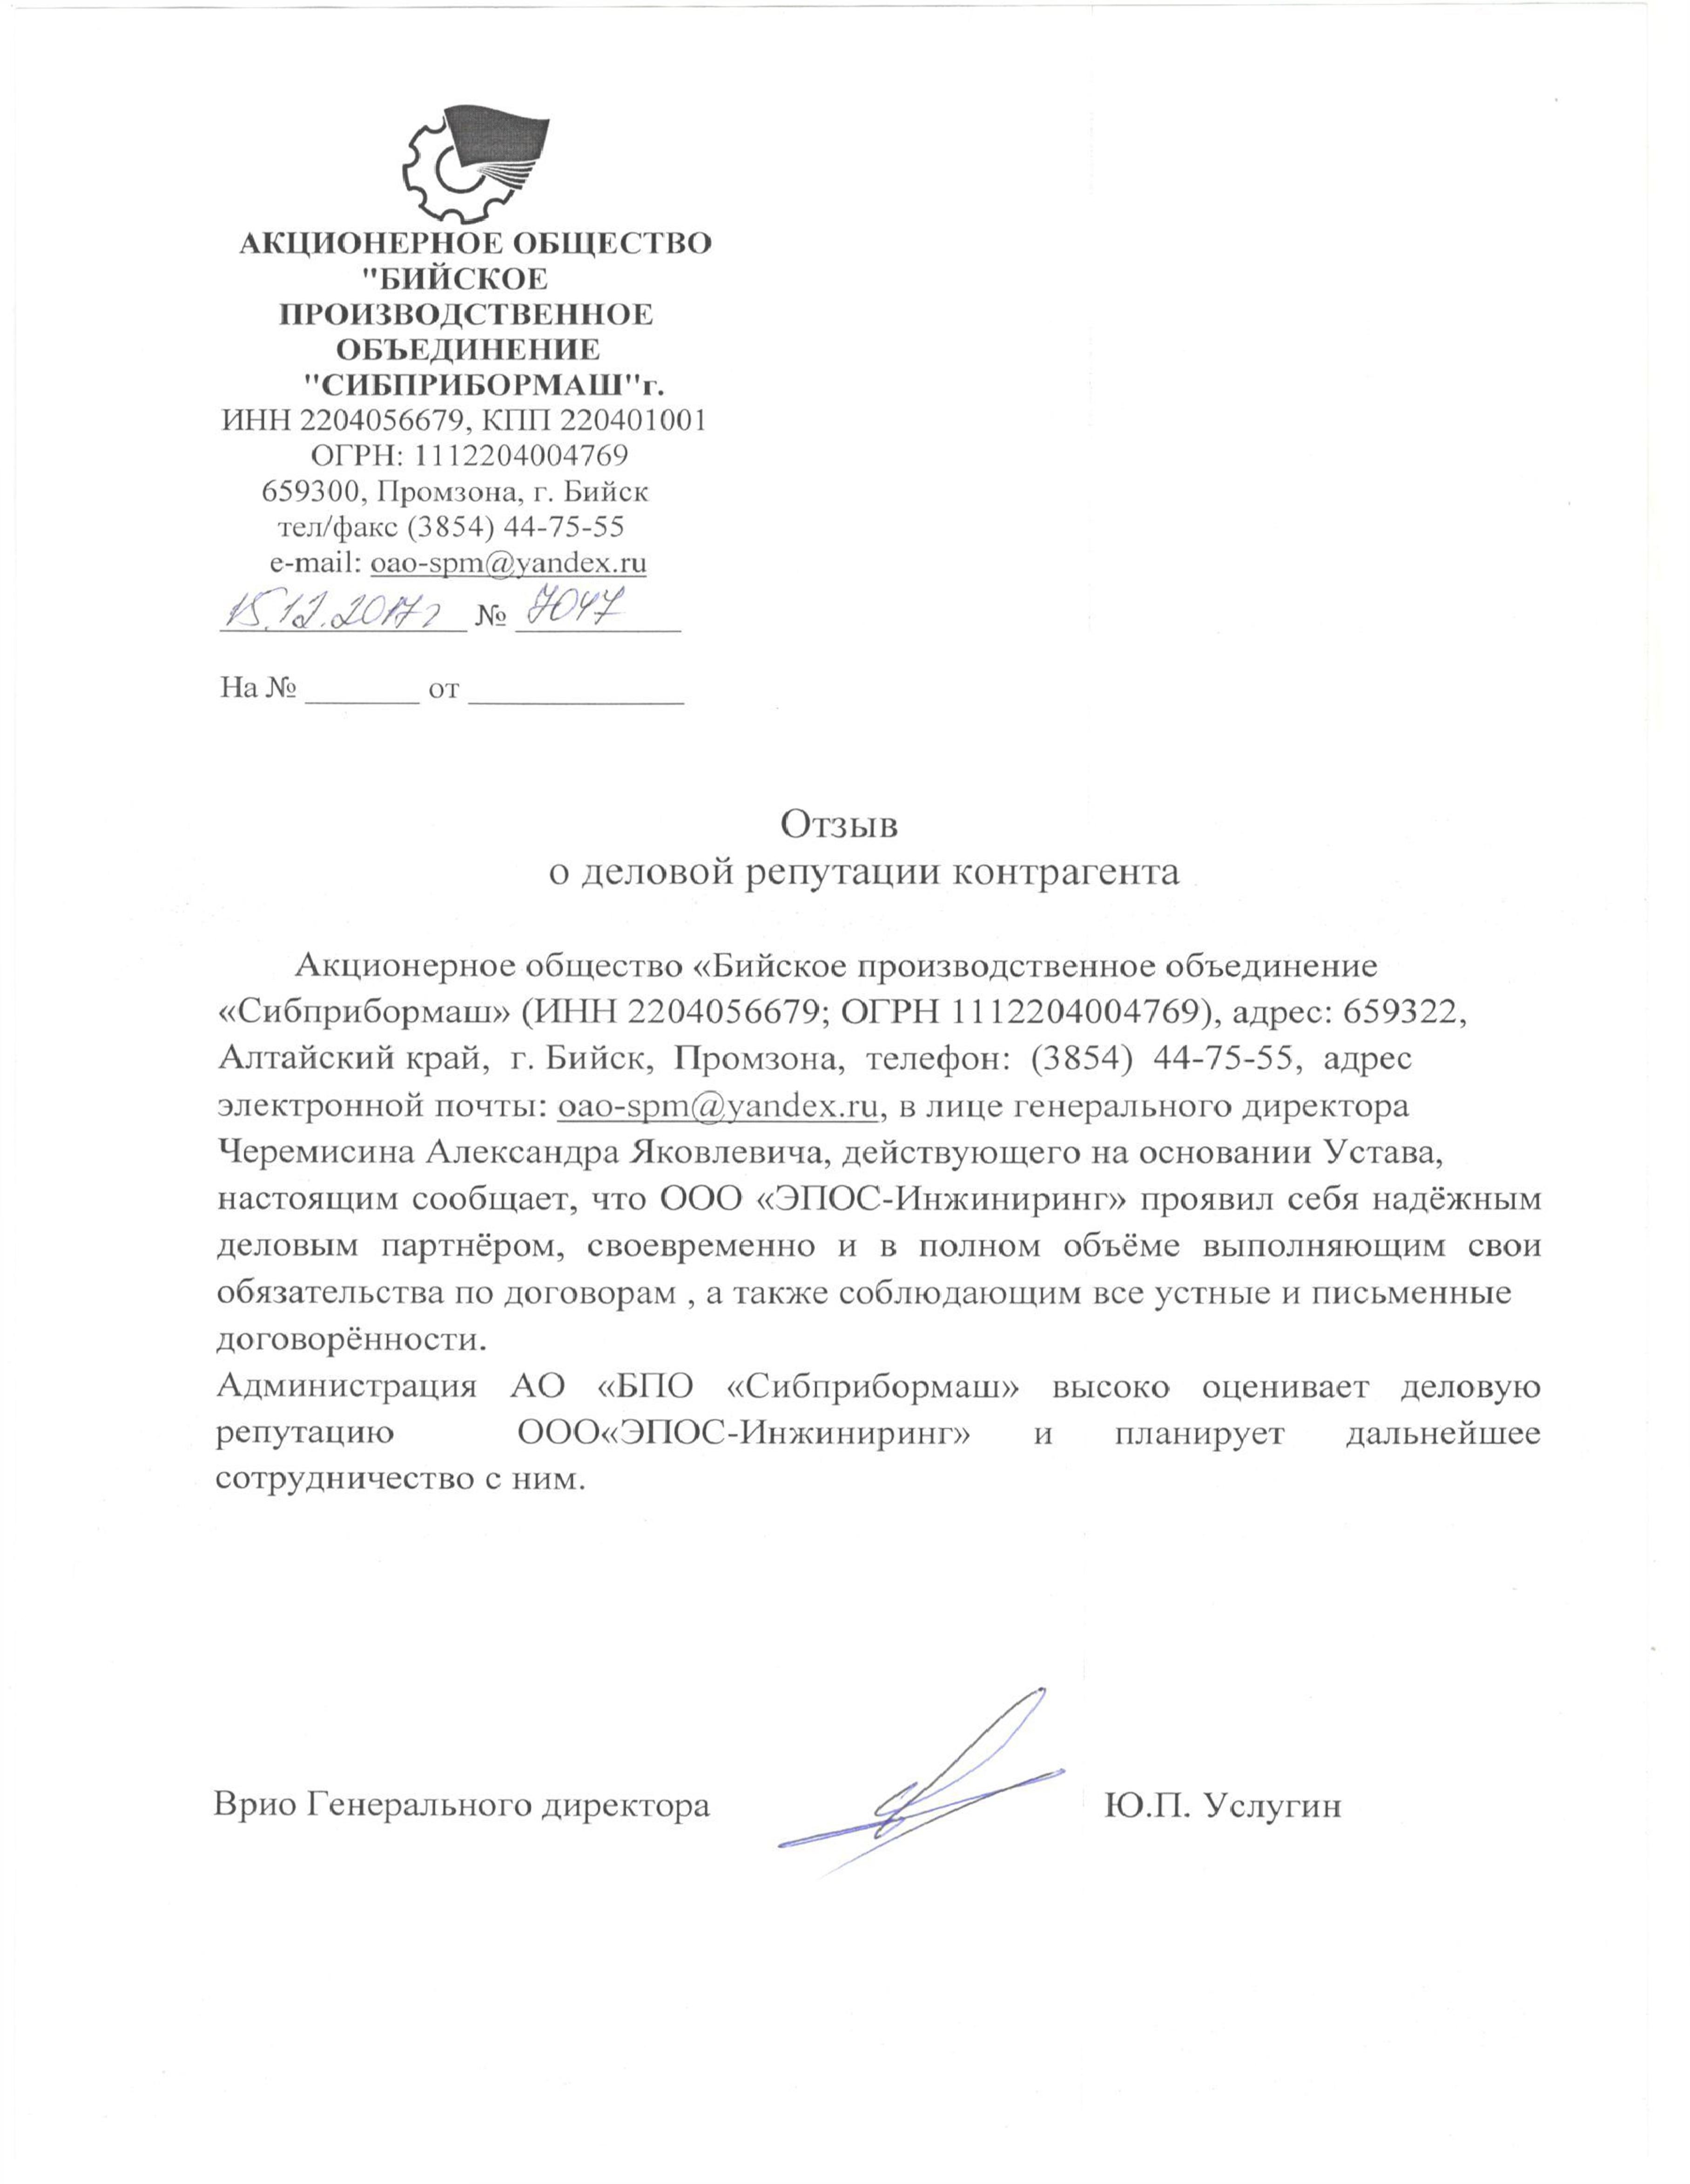 АКЦИОНЕРНОЕ ОБЩЕСТВО
"БИЙСКОЕ
ПРОИЗВОДСТВЕННОЕ
ОБЪЕДИНЕНИЕ
"СИБПРИБОРМАШ"г.
ИНН 2204056679, КПП 220401001
ОГРН: 1112204004769
659300, Промзона, г. Бийск
тел/факс (3854) 44-75-55
e-mail: oao-spm@yandex.ru
15.12.2017г № 7047
На № ________ от _______________
Отзыв
о деловой репутации контрагента
Акционерное общество «Бийское производственное объединение
«Сибприбормаш» (ИНН 2204056679; ОГРН 1112204004769), адрес: 659322,
Алтайский край, г. Бийск, Промзона, телефон: (3854) 44-75-55, адрес
электронной почты: oao-spm@yandex.ru, в лице генерального директора
Черемисина Александра Яковлевича, действующего на основании Устава,
настоящим сообщает, что ООО «ЭПОС-Инжиниринг» проявил себя надёжным
деловым партнёром, своевременно и в полном объёме выполняющим свои
обязательства по договорам , а также соблюдающим все устные и письменные
договорённости.
Администрация АО «БПО «Сибприбормаш» высоко оценивает деловую
репутацию ООО«ЭПОС-Инжиниринг» и планирует дальнейшее
сотрудничество с ним.
Врио Генерального директора Ю.П. Услугин